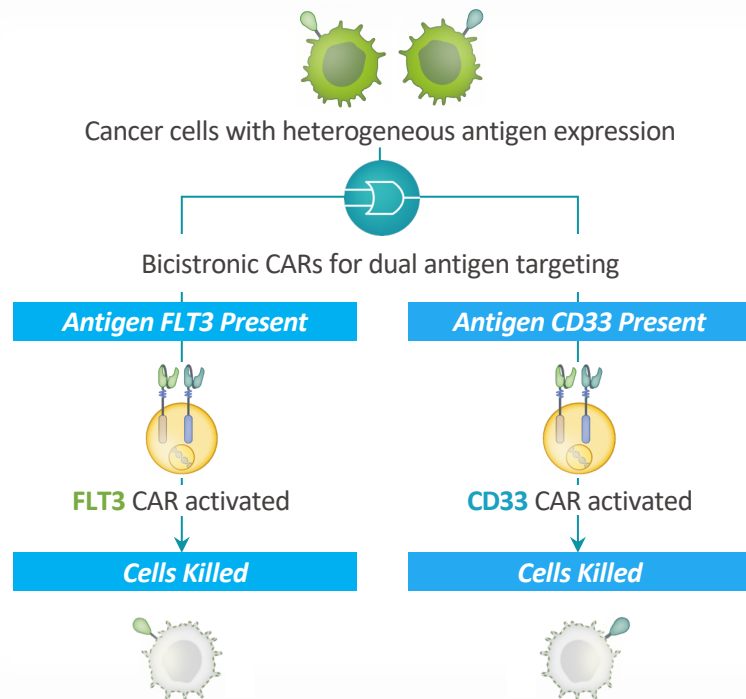 Cancer cells with heterogeneous antigen expression
Bicistronic CARs for dual antigen targeting
Antigen FLT3 Present
Antigen CD33 Present
FLT3 CAR activated
CD33 CAR activated
Cells Killed
Cells Killed